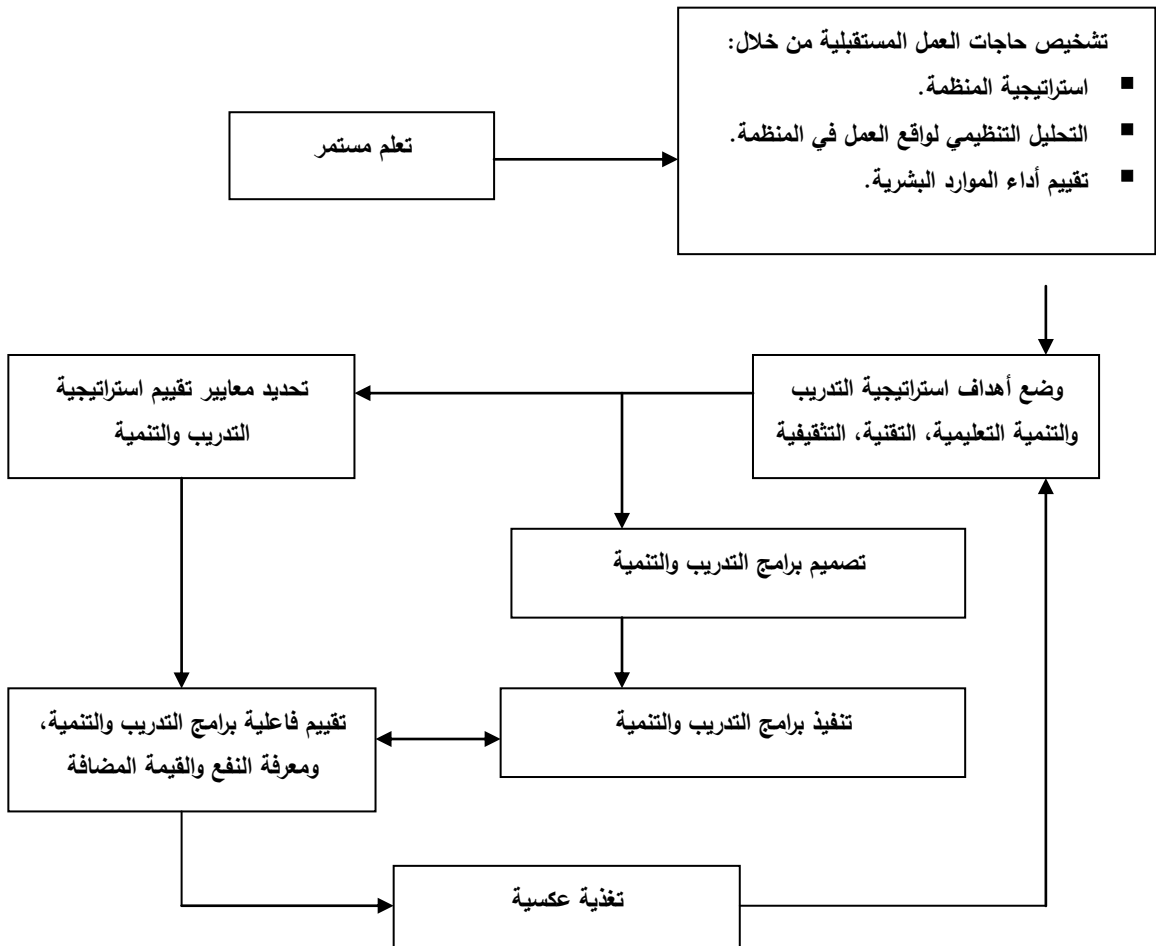 تشخيص حاجات العمل المستقبلية من خلال:
▪ استراتيجية المنظمة.
▪ التحليل التنظيمي لواقع العمل في المنظمة.
▪ تقييم أداء الموارد البشرية.
تعلم مستمر
وضع أهداف استراتيجية التدريب
والتنمية التعليمية، التقنية، التثقيفية
تحديد معايير تقييم استراتيجية
التدريب والتنمية
تصميم برامج التدريب والتنمية
تنفيذ برامج التدريب والتنمية
تقييم فاعلية برامج التدريب والتنمية،
ومعرفة النفع والقيمة المضافة
تغذية عكسية